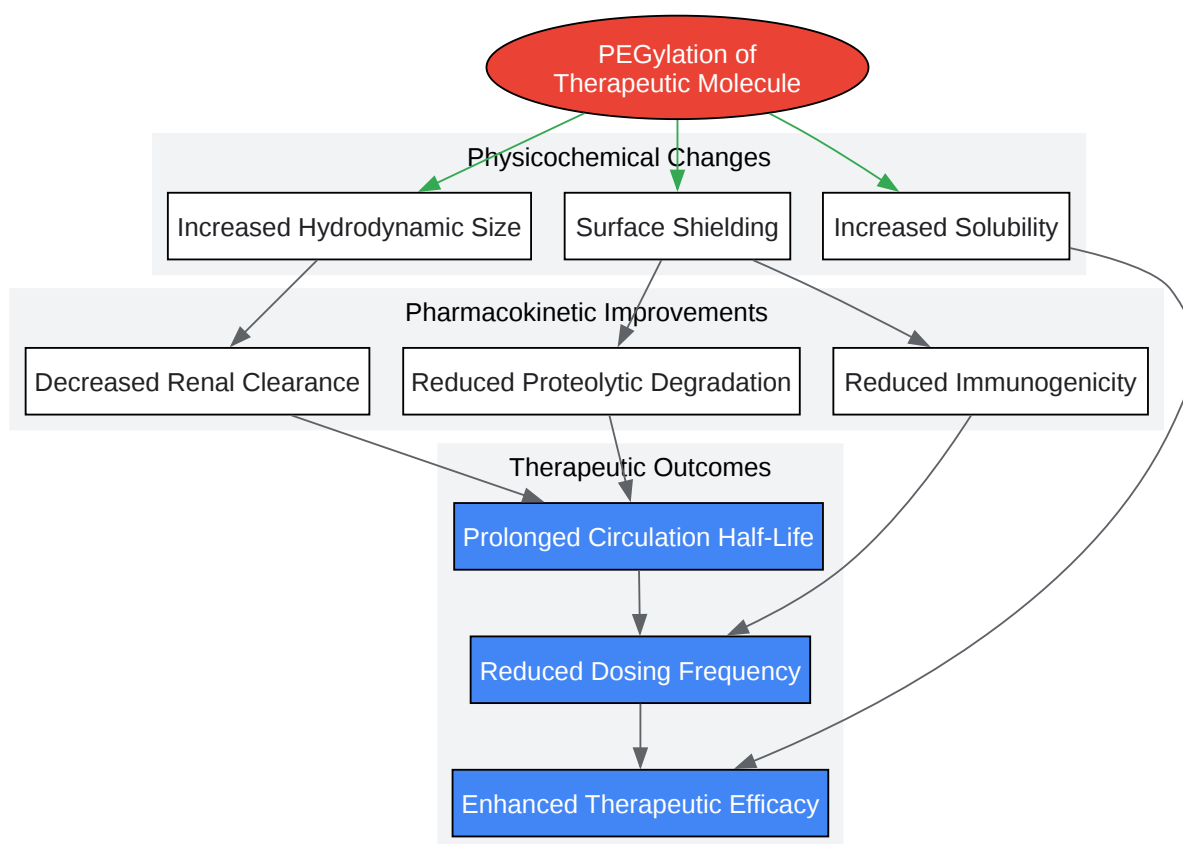 PEGylation of
Therapeutic Molecule
Physicochemical Changes
Increased Hydrodynamic Size
Surface Shielding
Increased Solubility
Pharmacokinetic Improvements
Decreased Renal Clearance
Reduced Proteolytic Degradation
Reduced Immunogenicity
Therapeutic Outcomes
Prolonged Circulation Half-Life
Reduced Dosing Frequency
Enhanced Therapeutic Efficacy